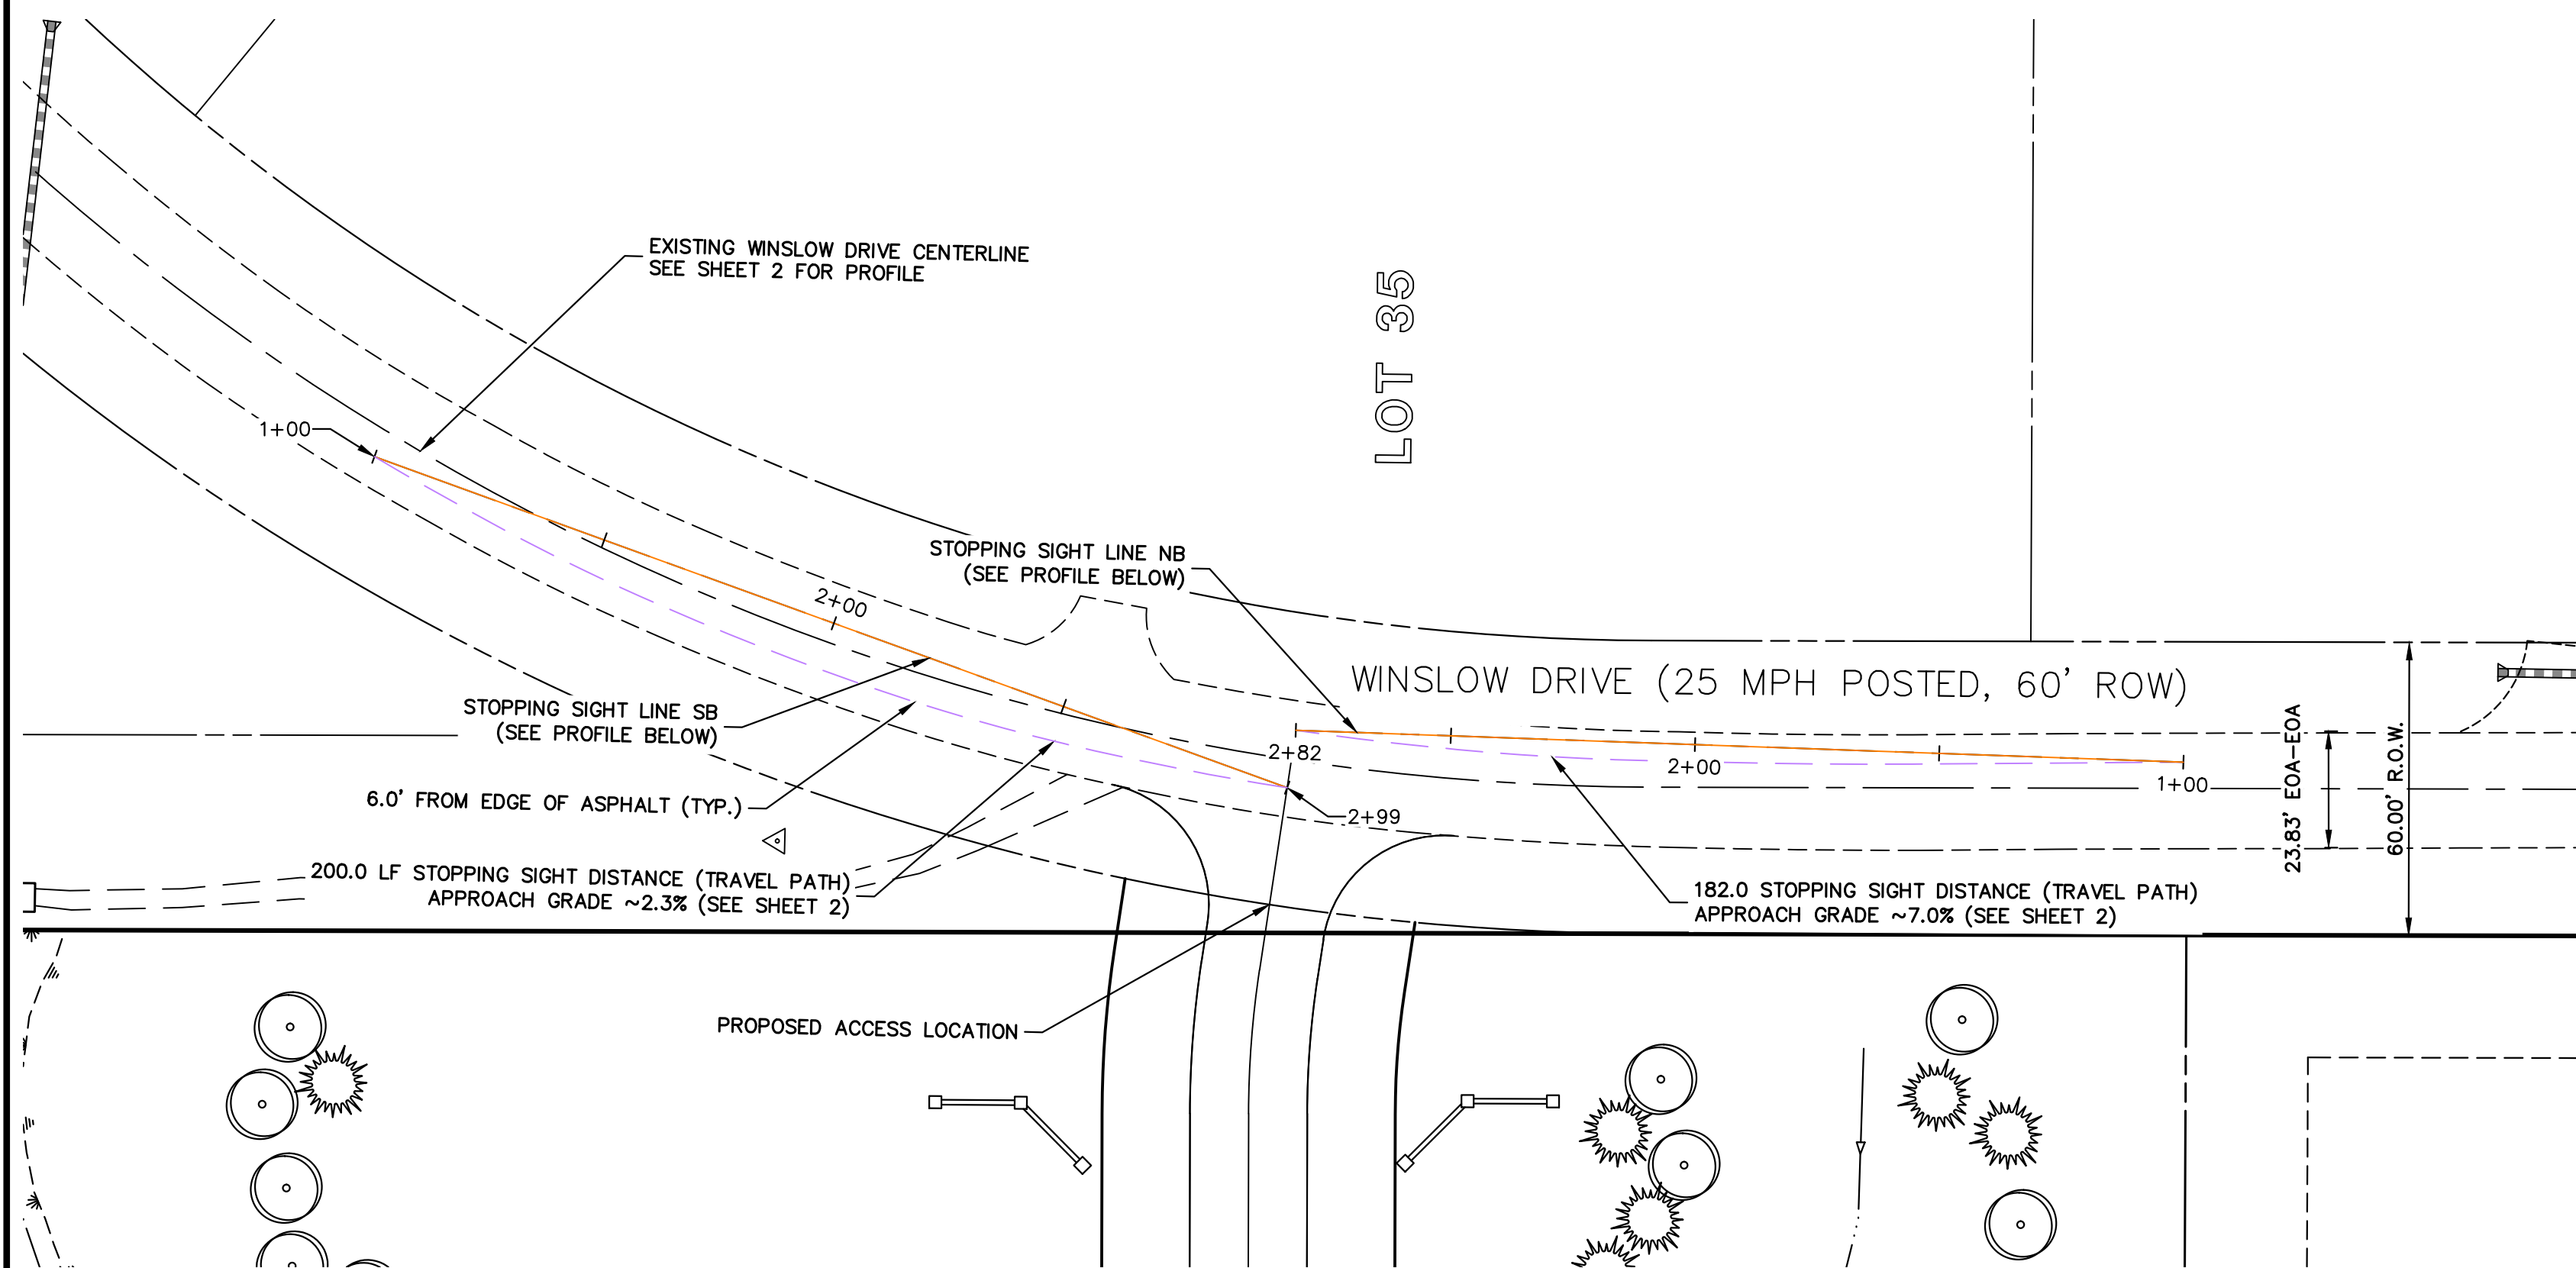 EXISTING WINSLOW DRIVE CENTERLINE
SEE SHEET 2 FOR PROFILE
LOT 35
1+00
2+00
STOPPING SIGHT LINE NB
(SEE PROFILE BELOW)
WINSLOW DRIVE (25 MPH POSTED, 60' ROW)
STOPPING SIGHT LINE SB
(SEE PROFILE BELOW)
2+82
2+00
1+00
23.83' EOA-EOA
60.00' R.O.W.
6.0' FROM EDGE OF ASPHALT (TYP.)
2+99
200.0 LF STOPPING SIGHT DISTANCE (TRAVEL PATH)
APPROACH GRADE ~2.3% (SEE SHEET 2)
182.0 STOPPING SIGHT DISTANCE (TRAVEL PATH)
APPROACH GRADE ~7.0% (SEE SHEET 2)
PROPOSED ACCESS LOCATION